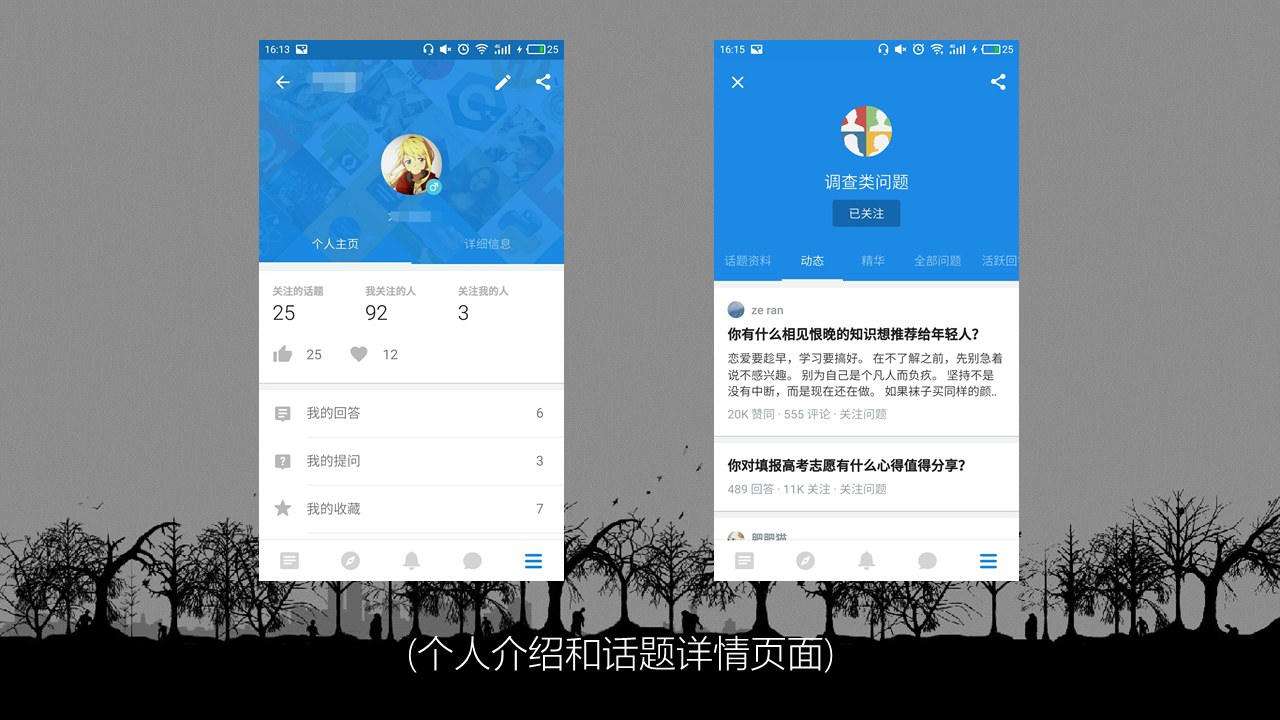 16:13
25
个人主页
详细信息
关注的话题
我关注的人
关注我的人
25
92
3
25
12
我的回答
6
我的提问
3
我的收藏
7
16:15
25
调查类问题
已关注
话题资料
动态
精华
全部问题
活跃回
ze ran
你有什么相见恨晚的知识想推荐给年轻人?
恋爱要趁早，学习要搞好。 在不了解之前，先别急着
说不感兴趣。 别为自己是个凡人而负疚。 坚持不是
没有中断，而是现在还在做。 如果袜子买同样的颜..
20K 赞同 · 555 评论 · 关注问题
你对填报高考志愿有什么心得值得分享?
489 回答 · 11K 关注 · 关注问题
肥肥猫
(个人介绍和话题详情页面)